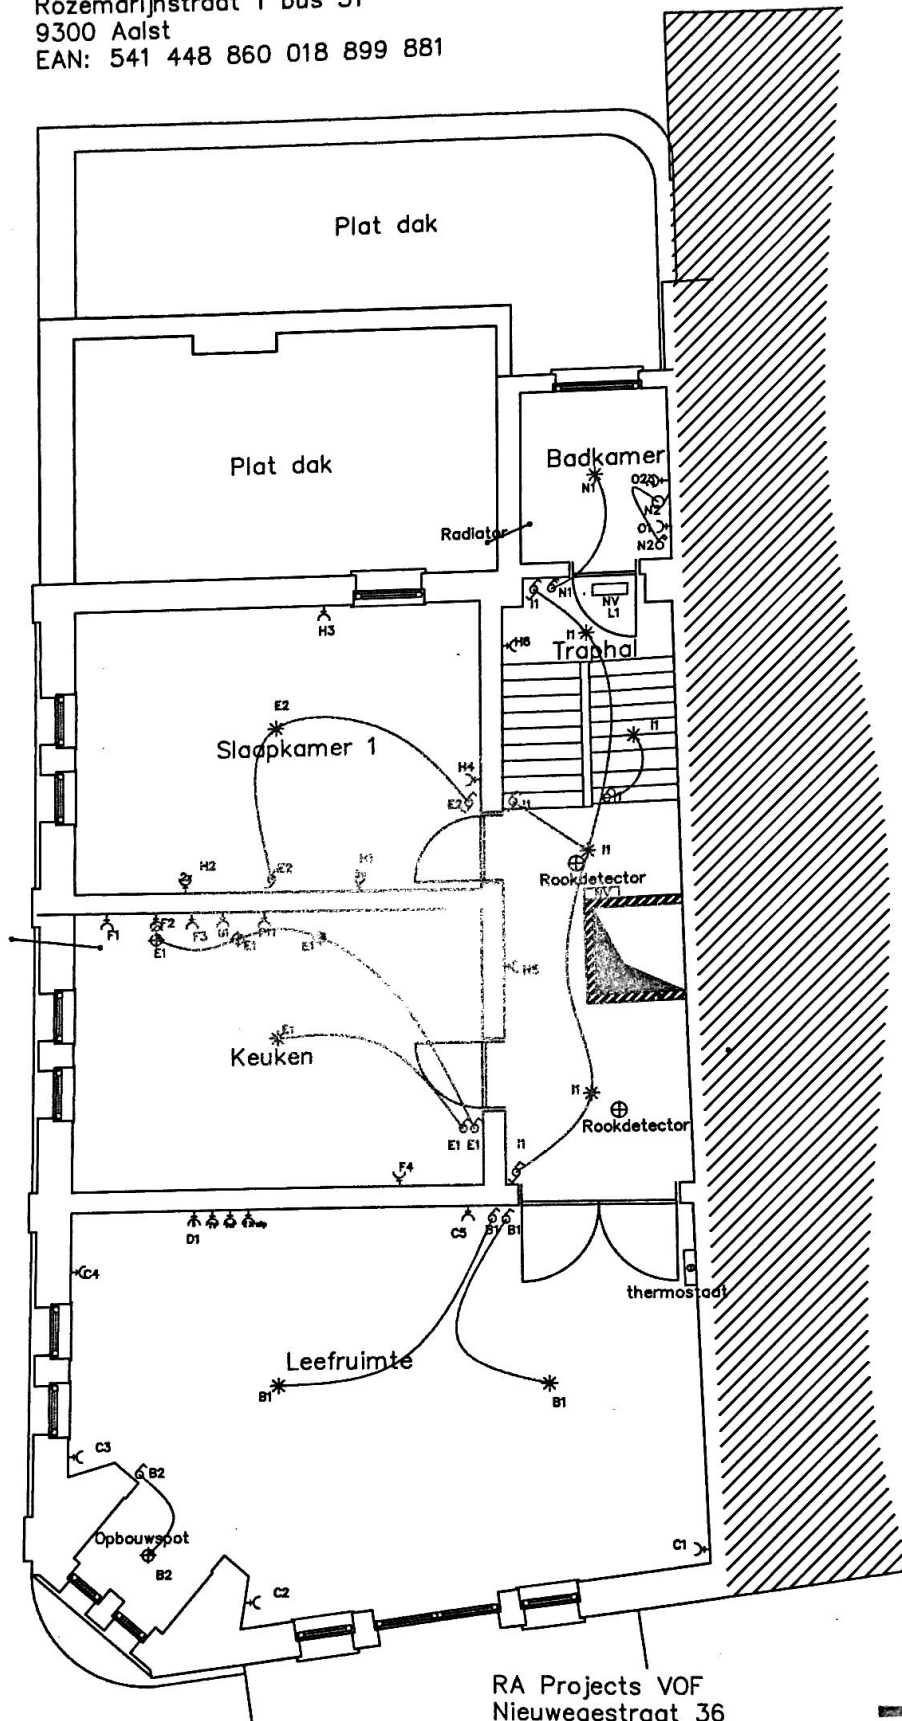 Rozemarijnstraat 1 bus 31
9300 Aalst
EAN: 541 448 860 018 899 881
Plat dak
Plat dak
Badkamer
N1
N2
O1
N2
Radiator
I1
N1
NV
L1
H3
I1
H6
Traphal
E2
Slaapkamer 1
I1
H4
E2
I1
I1
H2
E2
H1
I1
Rookdetector
NV
F1
F2
F3
E1
E1
E1
H5
E1
Keuken
I1
Rookdetector
E1 E1
I1
F4
D1
C5
B1
B1
C4
thermostaat
Leefruimte
B1
B1
C3
B2
Opbouwspot
B2
C1
C2
RA Projects VOF
Nieuwegestraat 36